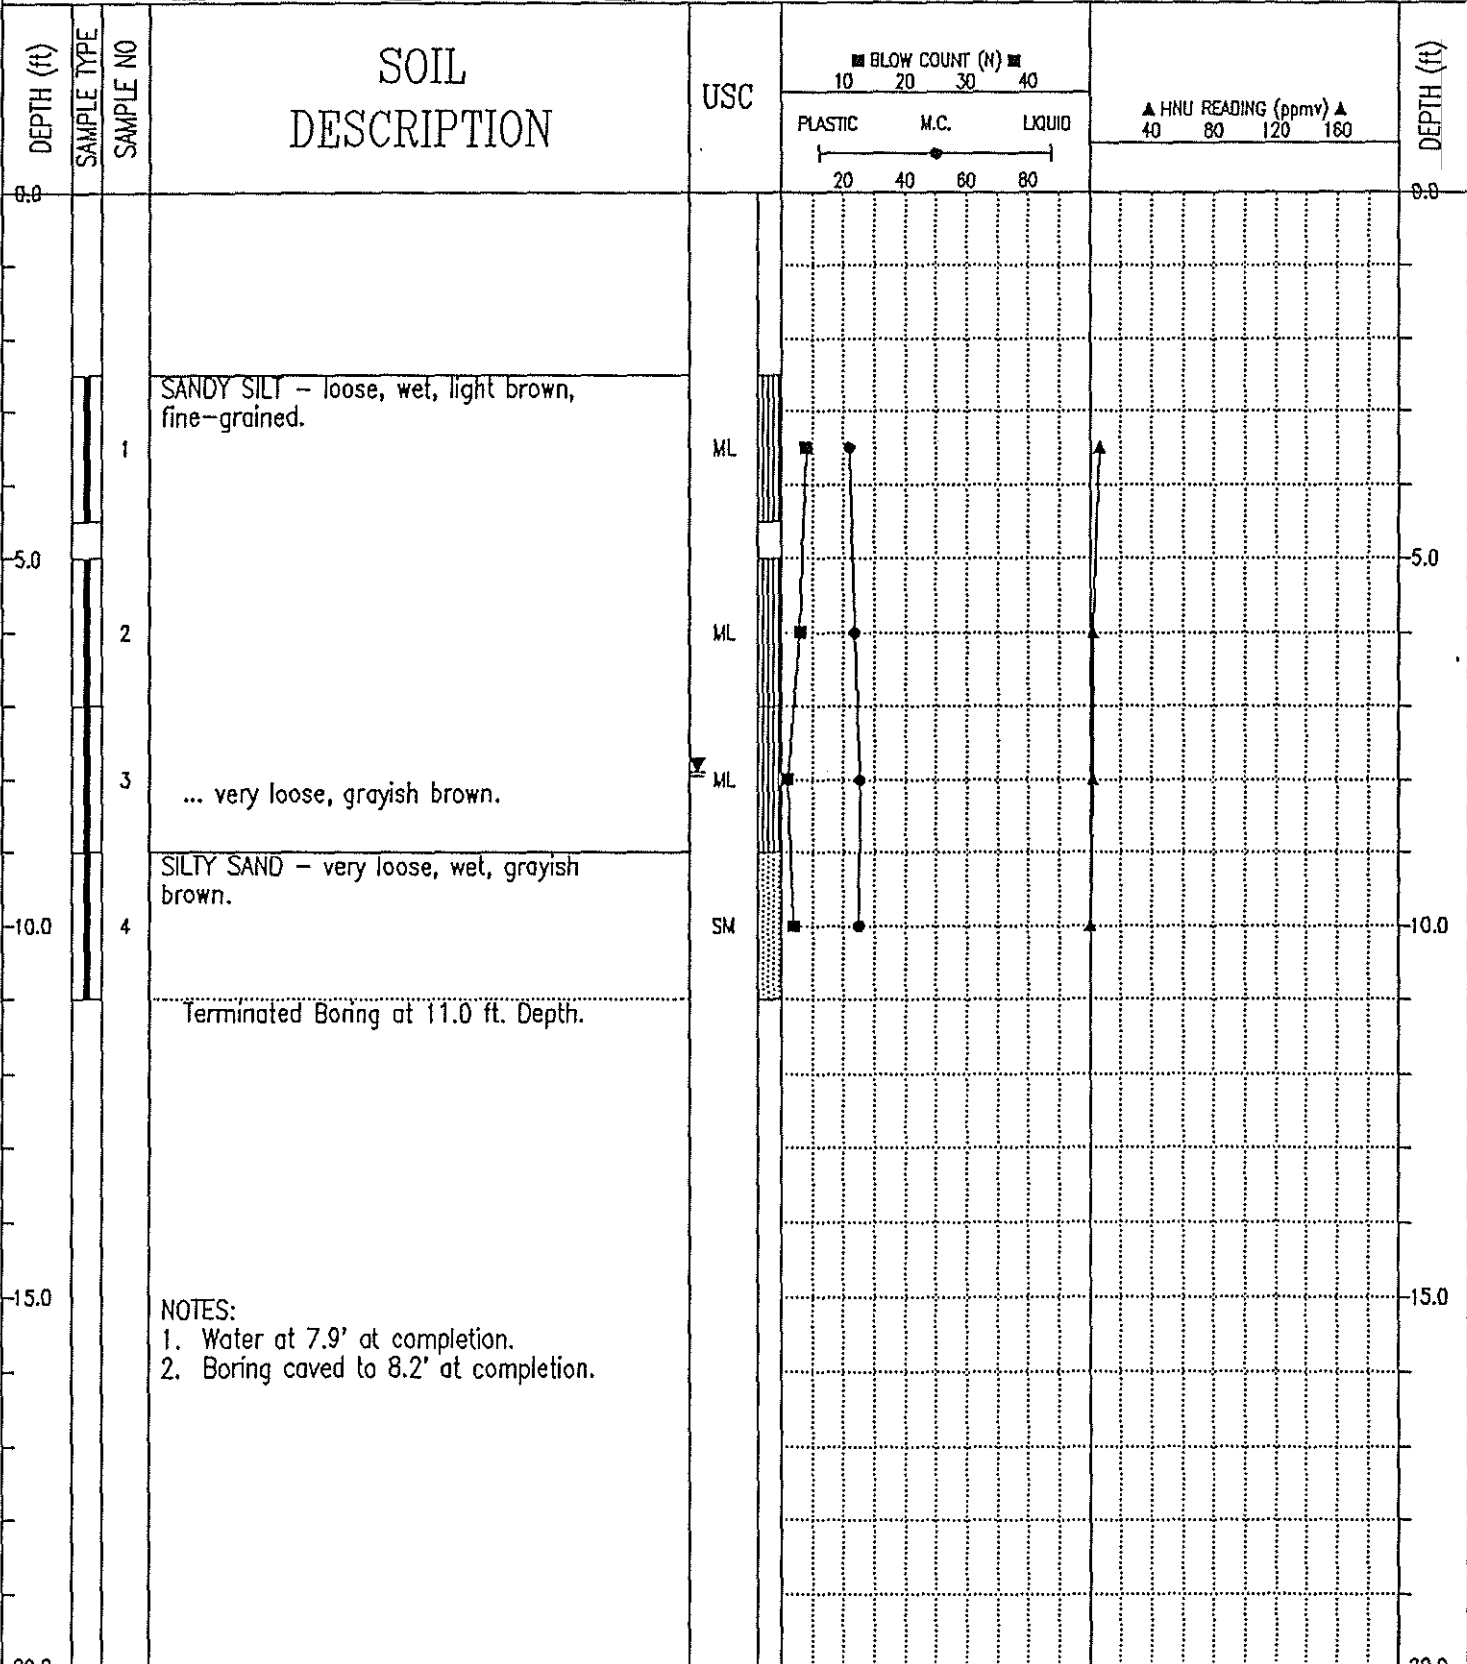 DEPTH (ft)
SAMPLE TYPE
SAMPLE NO
SOIL
DESCRIPTION
USC
■ BLOW COUNT (N) ■
10 20 30 40
PLASTIC M.C. LIQUID
20 40 60 80
▲ HNU READING (ppmv) ▲
40 80 120 160
DEPTH (ft)
0.0 0.0
SANDY SILT – loose, wet, light brown,
fine-grained.
1 ML
5.0 5.0
2 ML
3 ML
... very loose, grayish brown.
SILTY SAND – very loose, wet, grayish
brown.
10.0 4 SM 10.0
Terminated Boring at 11.0 ft. Depth.
15.0 15.0
NOTES:
1. Water at 7.9' at completion.
2. Boring caved to 8.2' at completion.